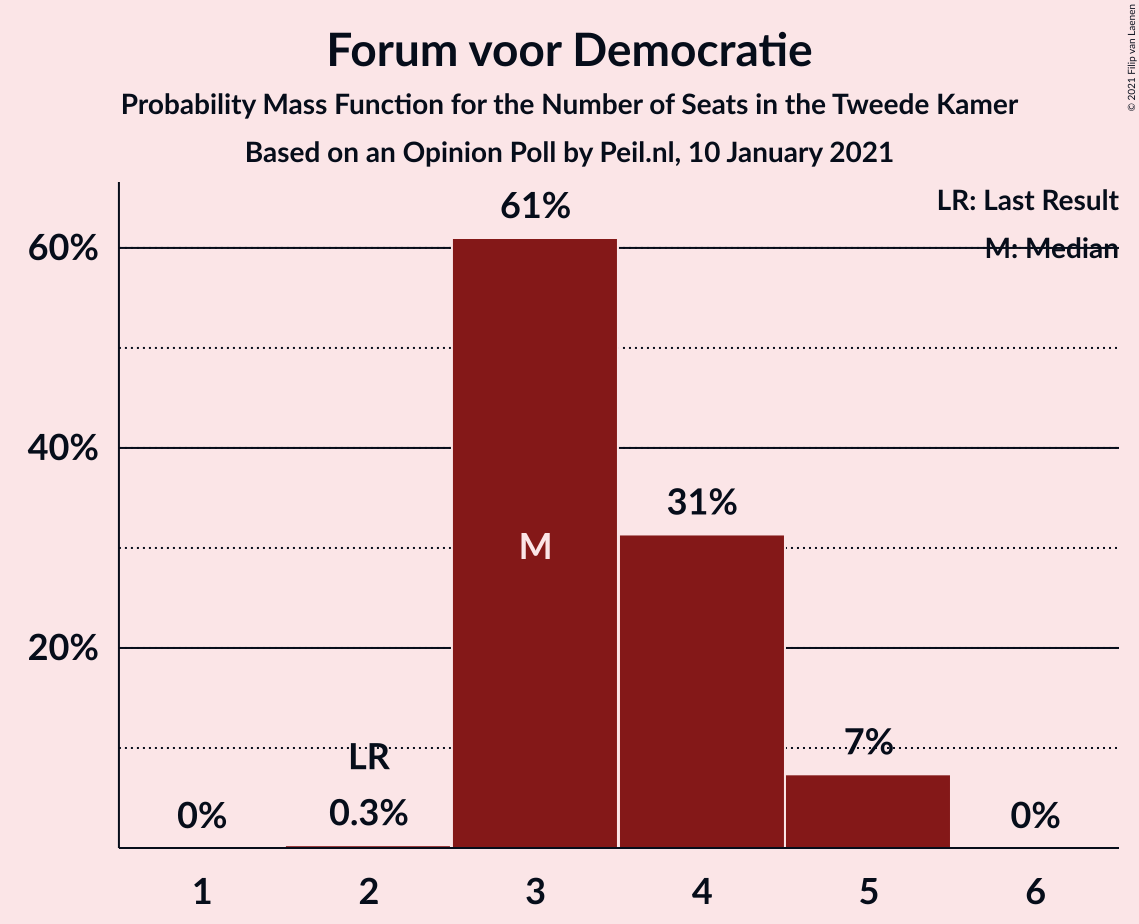 Forum voor Democratie
Probability Mass Function for the Number of Seats in the Tweede Kamer
Based on an Opinion Poll by Peil.nl, 10 January 2021
© 2021 Filip van Laenen
LR: Last Result
M: Median
61%
60%
40%
31%
M
20%
LR
7%
0%
0.3%
0%
1 2 3 4 5 6